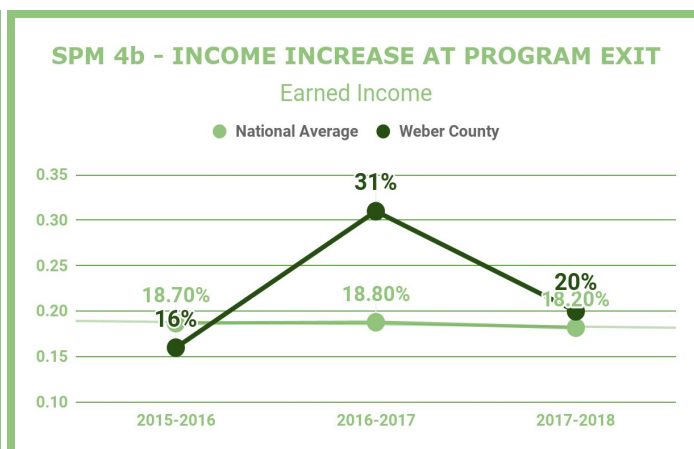 SPM 4b - INCOME INCREASE AT PROGRAM EXIT
Earned Income
National Average Weber County
0.35
31%
0.30
0.25
20%
18.70% 18.80% 18.20%
0.20
16%
0.15
0.10
2015-2016 2016-2017 2017-2018